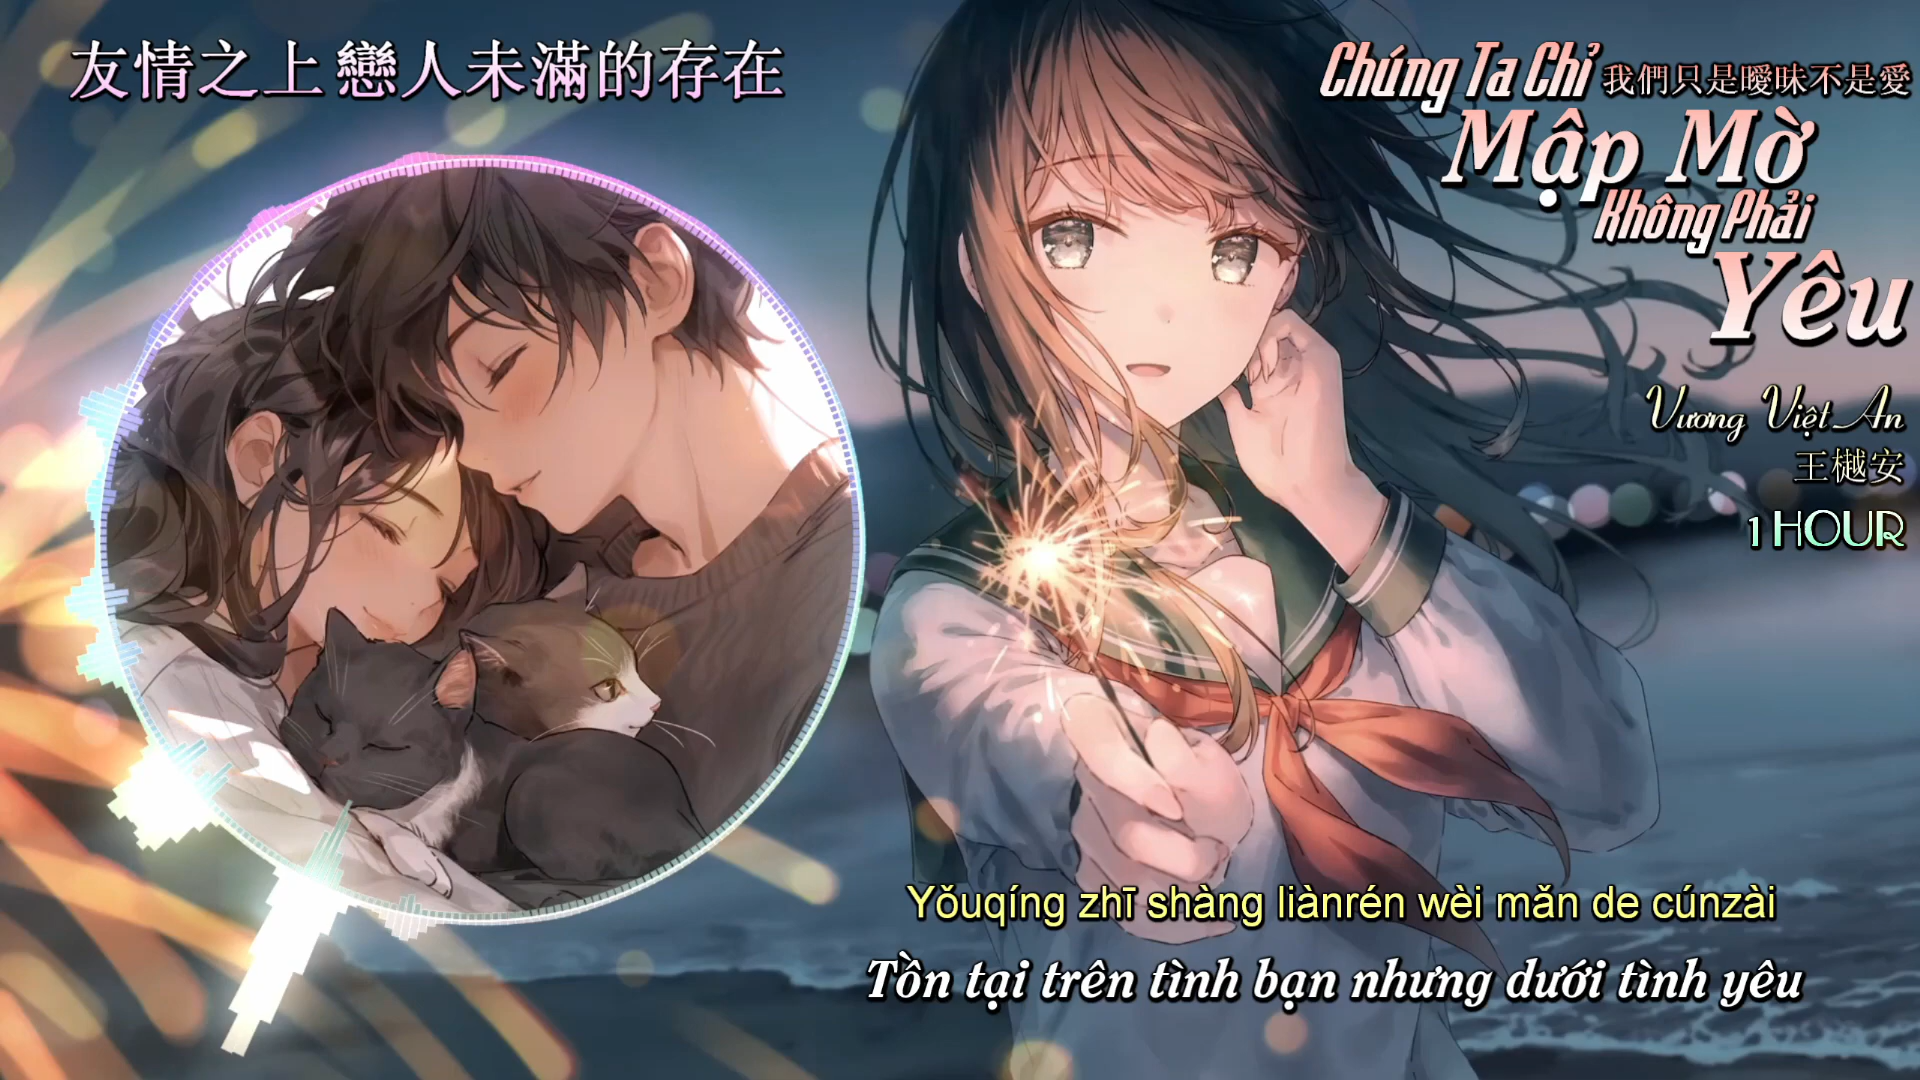 友情之上 戀人未滿的存在
Chúng Ta Chỉ 我們只是曖昧不是愛
Mập Mờ
Không Phải
Yêu
Vương Việt An
王樾安
1 HOUR
Yǒuqíng zhī shàng liànrén wèi mǎn de cúnzài
Tồn tại trên tình bạn nhưng dưới tình yêu